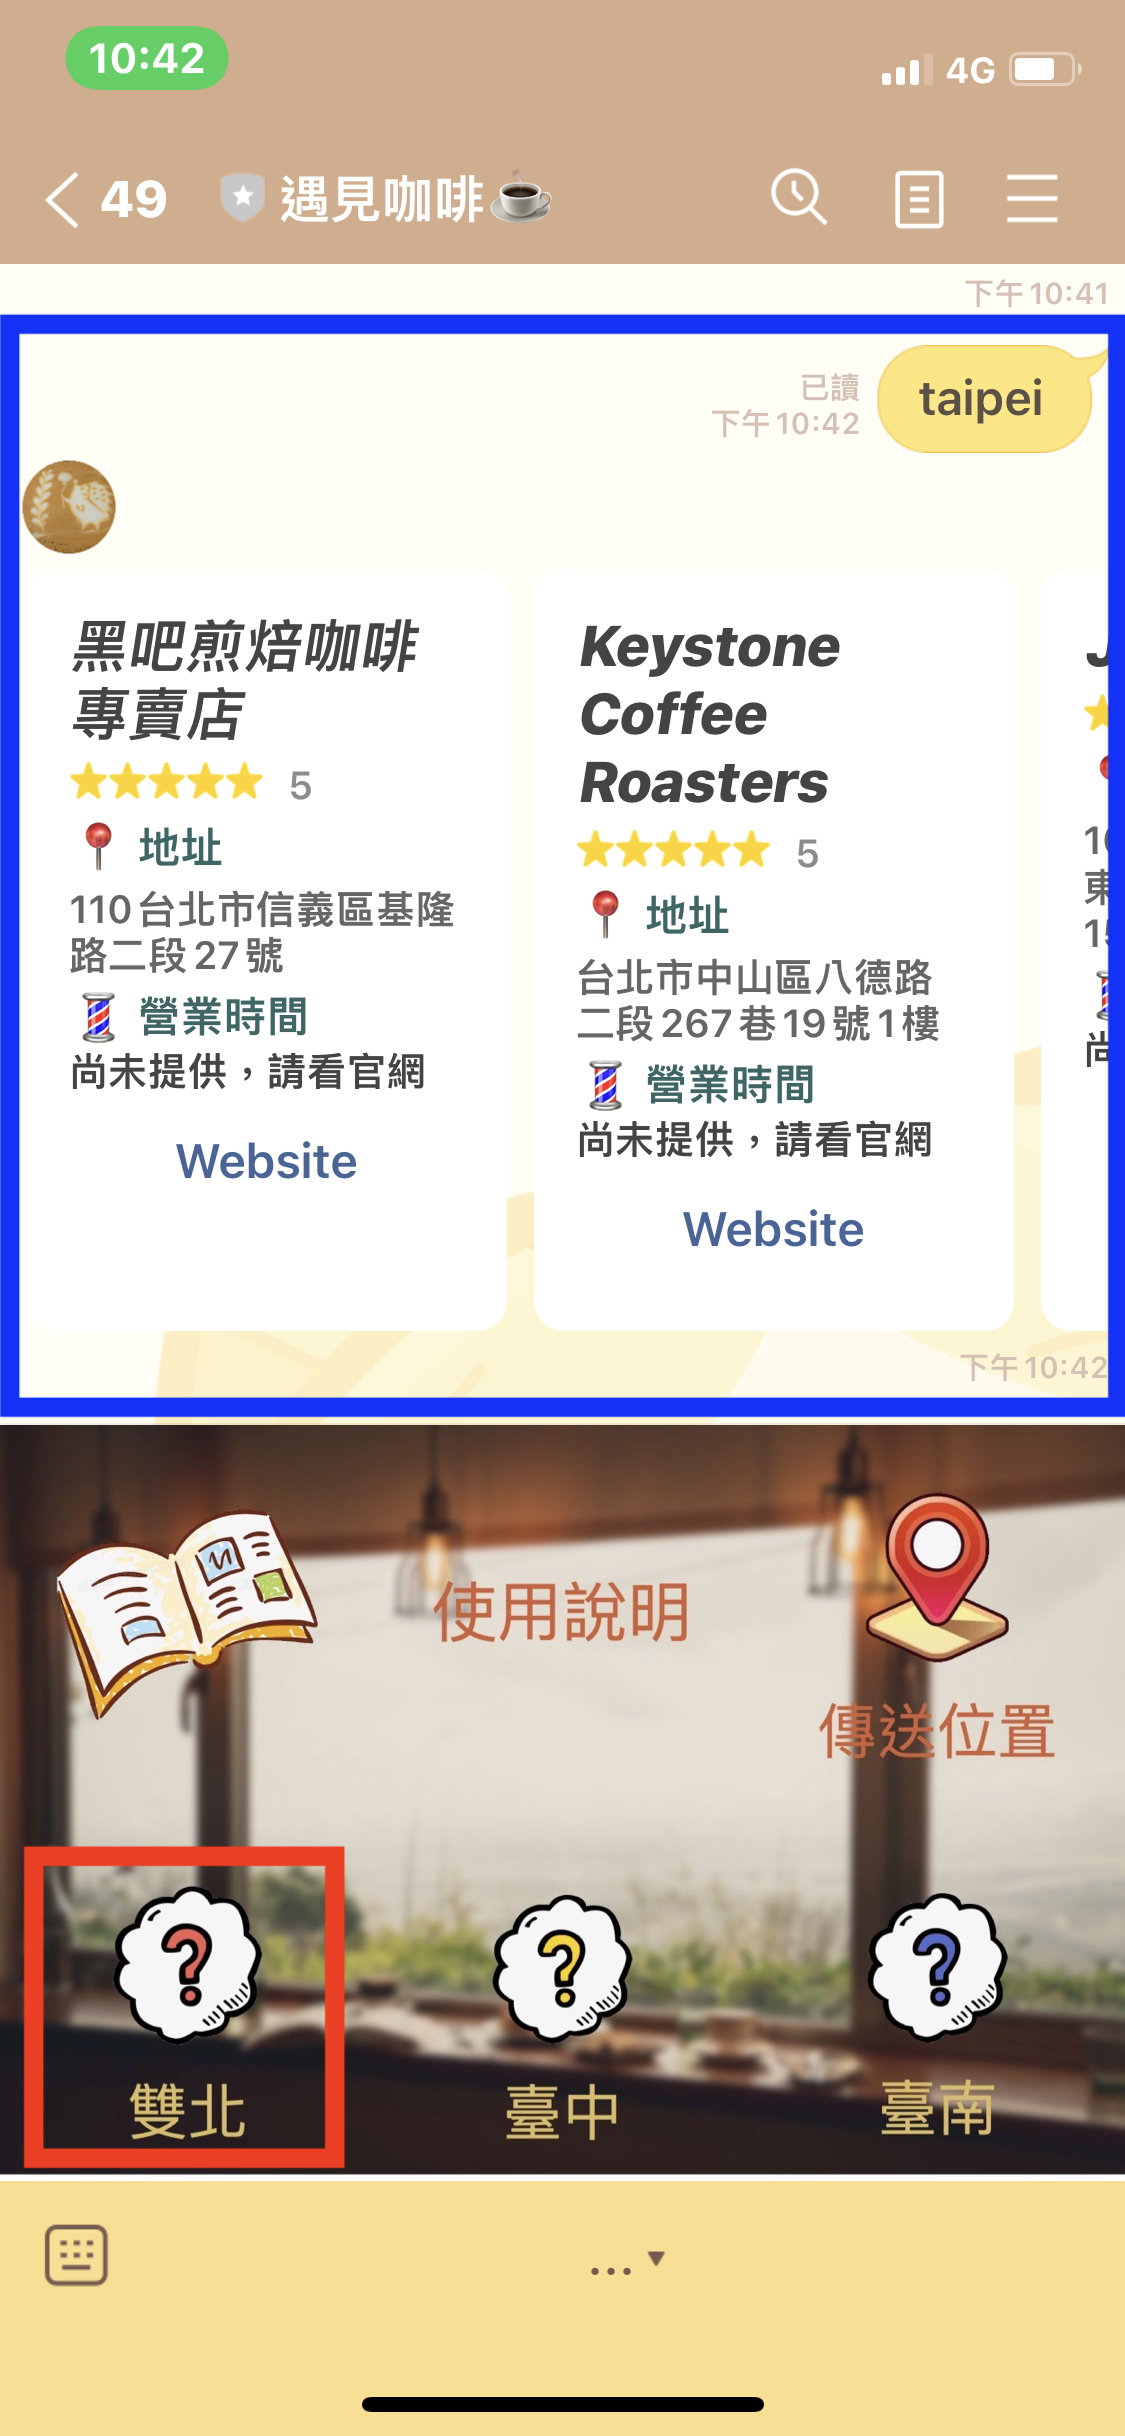 10:42
4G
49 遇見咖啡
下午10:41
taipei
已讀
下午10:42
黑吧煎焙咖啡
專賣店
5
地址
110台北市信義區基隆
路二段27號
營業時間
尚未提供，請看官網
Website
Keystone
Coffee
Roasters
5
地址
台北市中山區八德路
二段267巷19號1樓
營業時間
尚未提供，請看官網
Website
下午10:42
使用說明
傳送位置
雙北
臺中
臺南
...